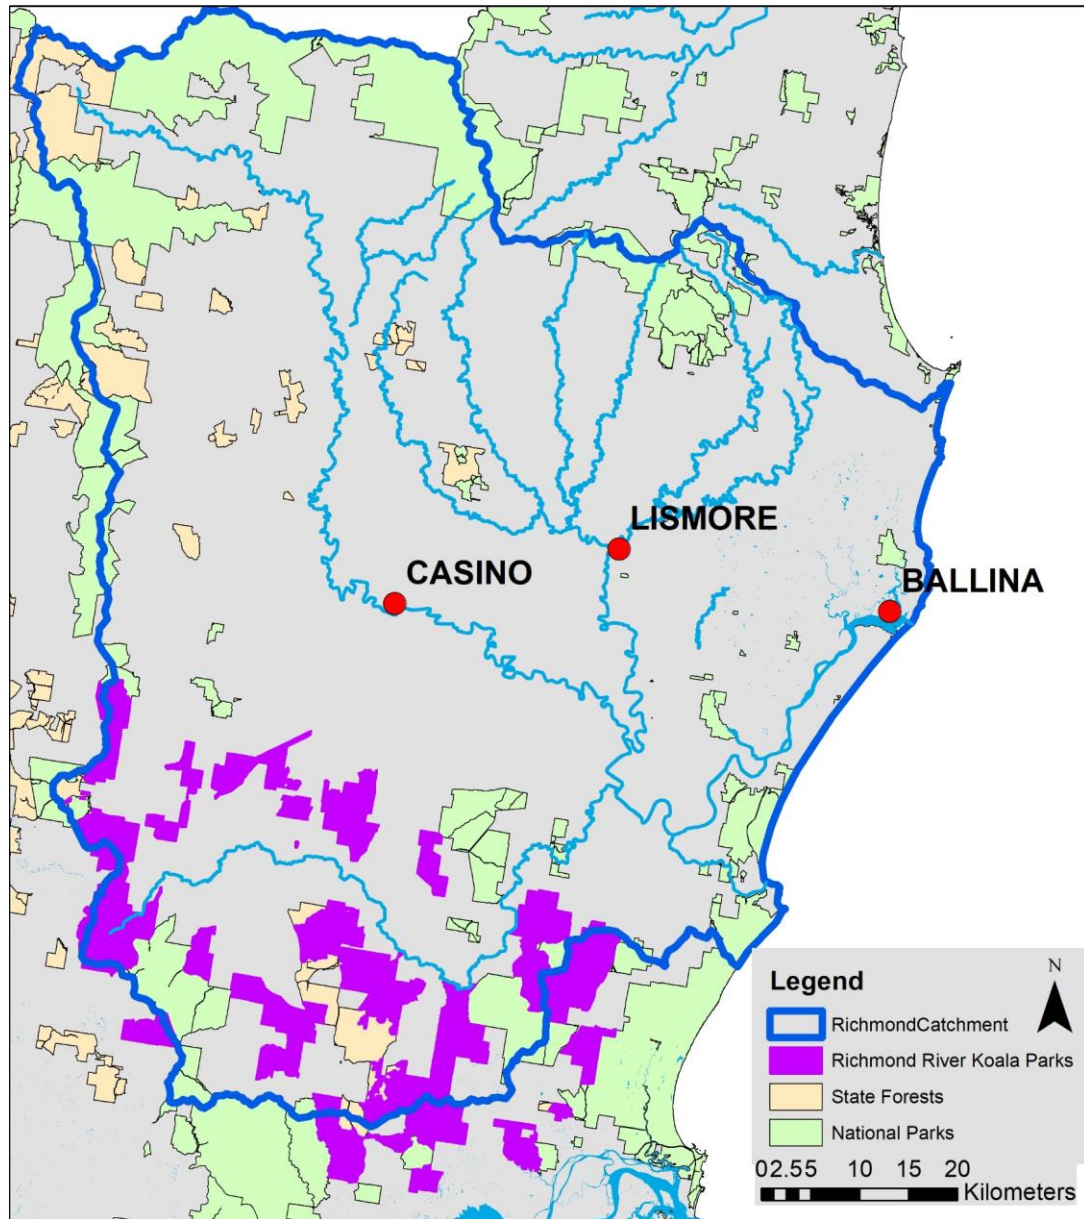 LISMORE
CASINO
BALLINA
Legend
N
RichmondCatchment
Richmond River Koala Parks
State Forests
National Parks
02.55 10 15 20
Kilometers